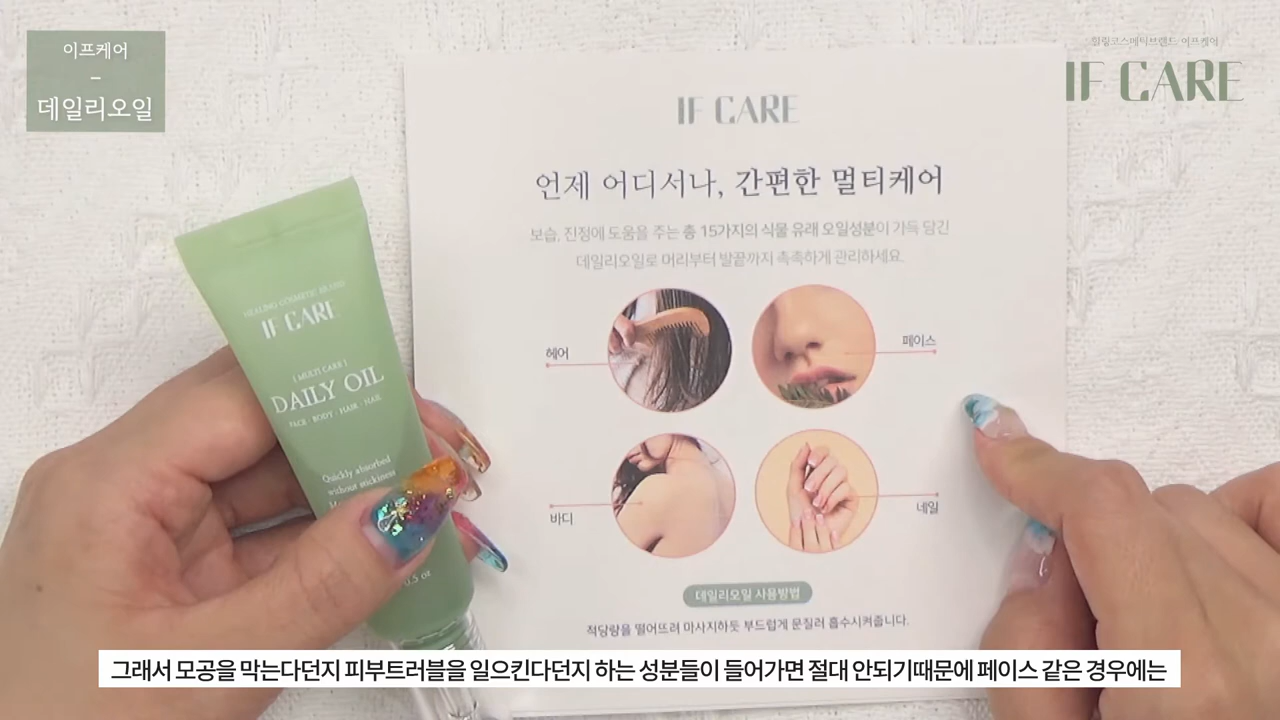 이프케어
-
데일리오일
힐링코스메틱브랜드 이프케어
IF CARE
IF CARE
언제 어디서나, 간편한 멀티케어
보습, 진정에 도움을 주는 총 15가지의 식물 유래 오일성분이 가득 담긴
데일리오일로 머리부터 발끝까지 촉촉하게 관리하세요.
헤어
페이스
바디
네일
데일리오일 사용방법
적당량을 떨어뜨려 마사지하듯 부드럽게 문질러 흡수시켜줍니다.
HEALING COSMETIC BRAND
IF CARE
[ MULTI CARE ]
DAILY OIL
FACE · BODY · HAIR · NAIL
Quickly absorbed
without stickiness
0.5 oz
그래서 모공을 막는다던지 피부트러블을 일으킨다던지 하는 성분들이 들어가면 절대 안되기때문에 페이스 같은 경우에는